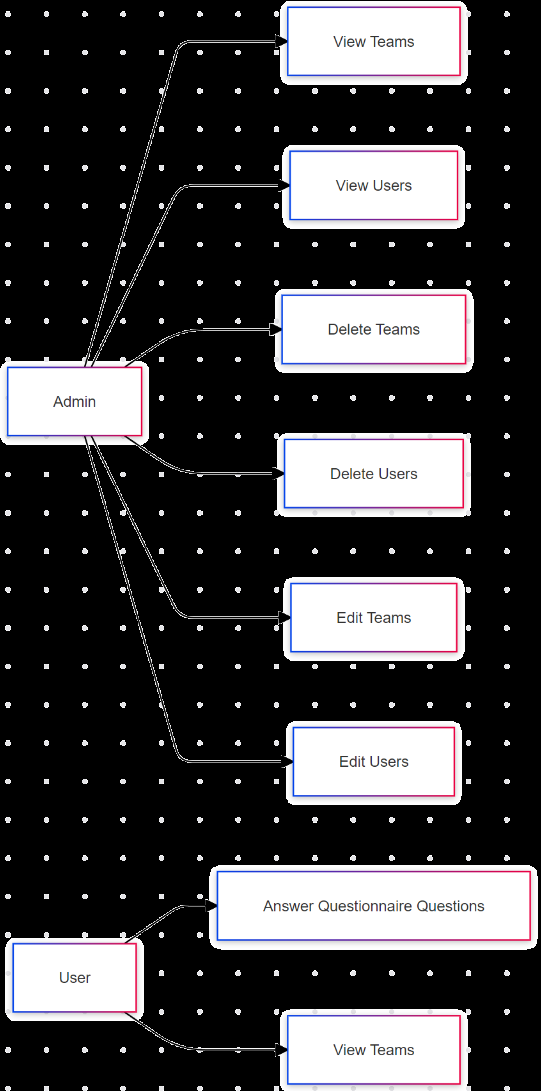 View Teams
View Users
Delete Teams
Admin
Delete Users
Edit Teams
Edit Users
Answer Questionnaire Questions
User
View Teams